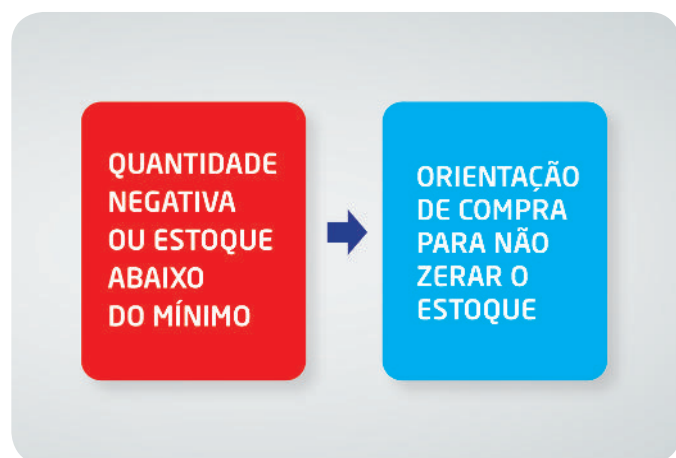 QUANTIDADE
NEGATIVA
OU ESTOQUE
ABAIXO
DO MÍNIMO
ORIENTAÇÃO
DE COMPRA
PARA NÃO
ZERAR O
ESTOQUE